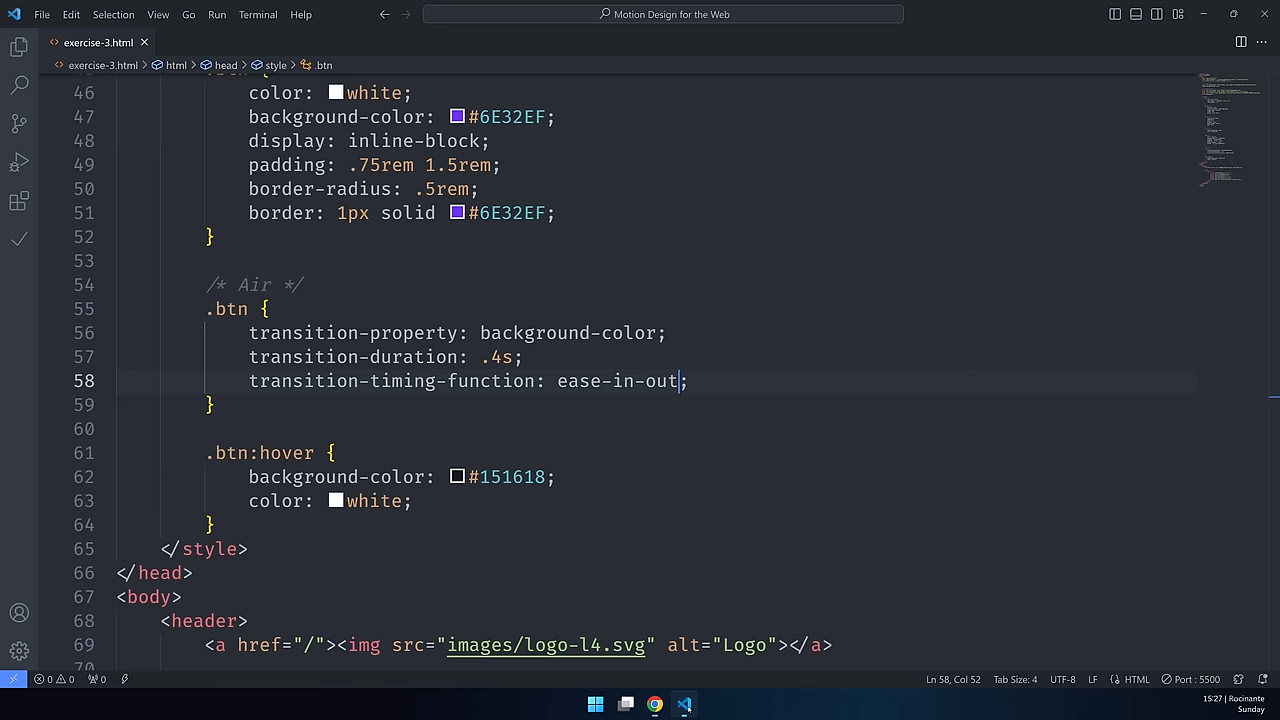 File Edit Selection View Go Run Terminal Help
Motion Design for the Web
exercise-3.html
exercise-3.html > html > head > style > .btn
46 color: white;
47 background-color: #6E32EF;
48 display: inline-block;
49 padding: .75rem 1.5rem;
50 border-radius: .5rem;
51 border: 1px solid #6E32EF;
52 }
53
54 /* Air */
55 .btn {
56 transition-property: background-color;
57 transition-duration: .4s;
58 transition-timing-function: ease-in-out;
59 }
60
61 .btn:hover {
62 background-color: #151618;
63 color: white;
64 }
65 </style>
66 </head>
67 <body>
68 <header>
69 <a href="/"><img src="images/logo-l4.svg" alt="Logo"></a>
70
0 0 0 Ln 58, Col 52 Tab Size: 4 UTF-8 LF HTML Port : 5500
15:27 | Rocinante
Sunday